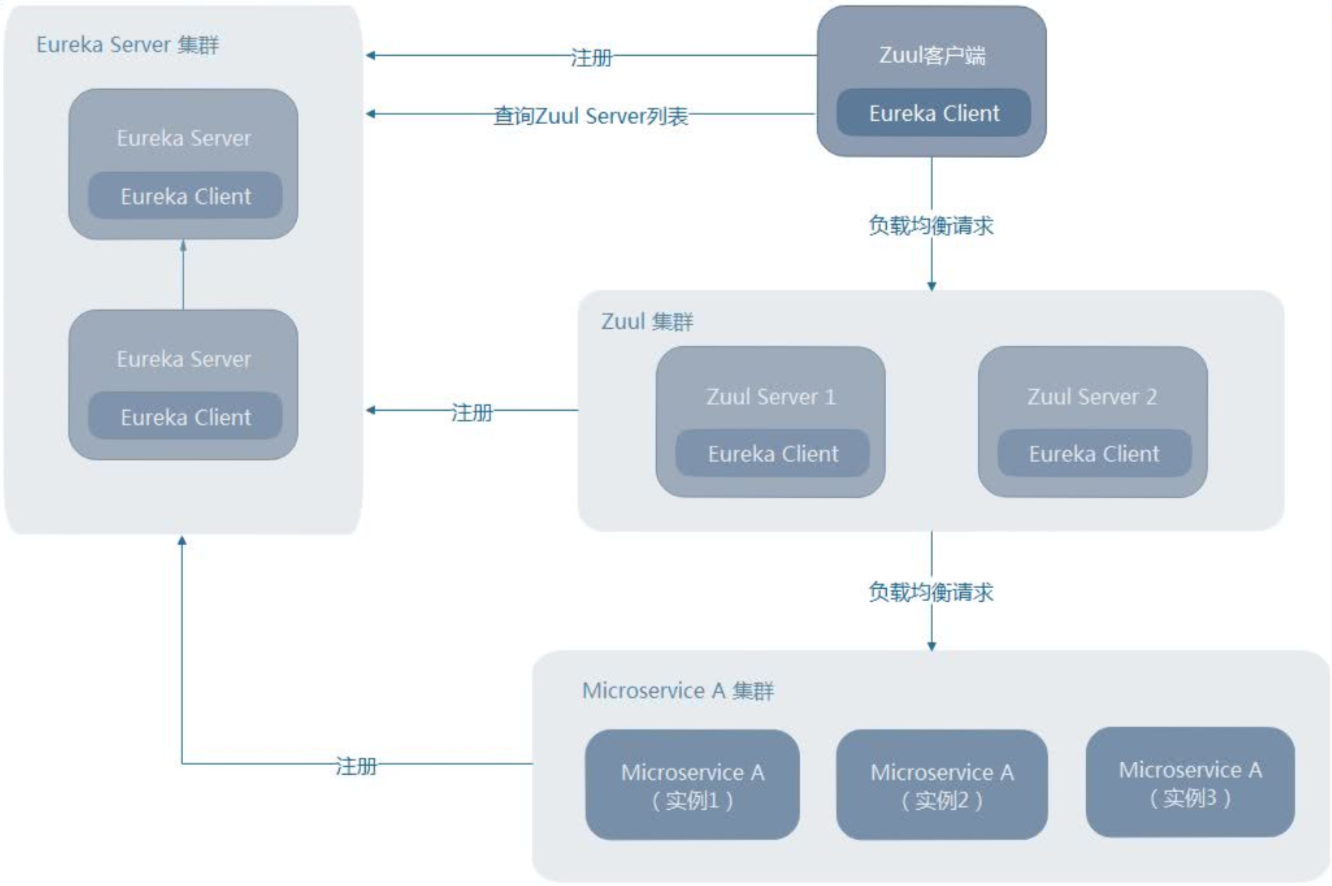 Eureka Server 集群
Eureka Server
Eureka Client
Eureka Server
Eureka Client
注册
查询Zuul Server列表
Zuul客户端
Eureka Client
负载均衡请求
Zuul 集群
Zuul Server 1
Eureka Client
Zuul Server 2
Eureka Client
注册
负载均衡请求
Microservice A 集群
Microservice A
（实例1）
Microservice A
（实例2）
Microservice A
（实例3）
注册